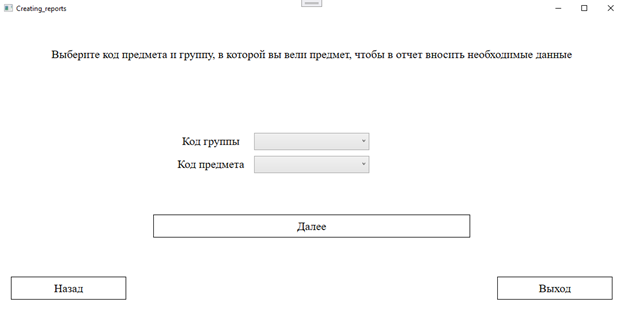 Creating_reports
Выберите код предмета и группу, в которой вы вели предмет, чтобы в отчет вносить необходимые данные
Код группы
Код предмета
Далее
Назад
Выход